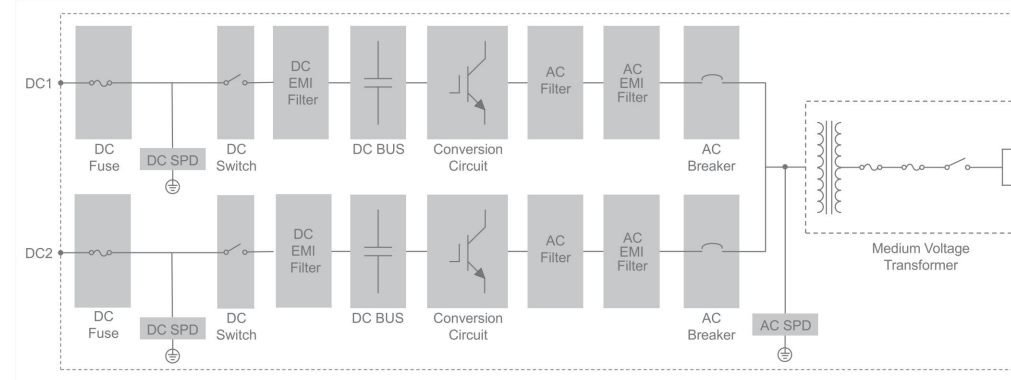 DC1
DC
Fuse
DC SPD
DC
Switch
DC
EMI
Filter
DC BUS
Conversion
Circuit
AC
Filter
AC
EMI
Filter
AC
Breaker
DC2
DC
Fuse
DC SPD
DC
Switch
DC
EMI
Filter
DC BUS
Conversion
Circuit
AC
Filter
AC
EMI
Filter
AC
Breaker
AC SPD
Medium Voltage
Transformer